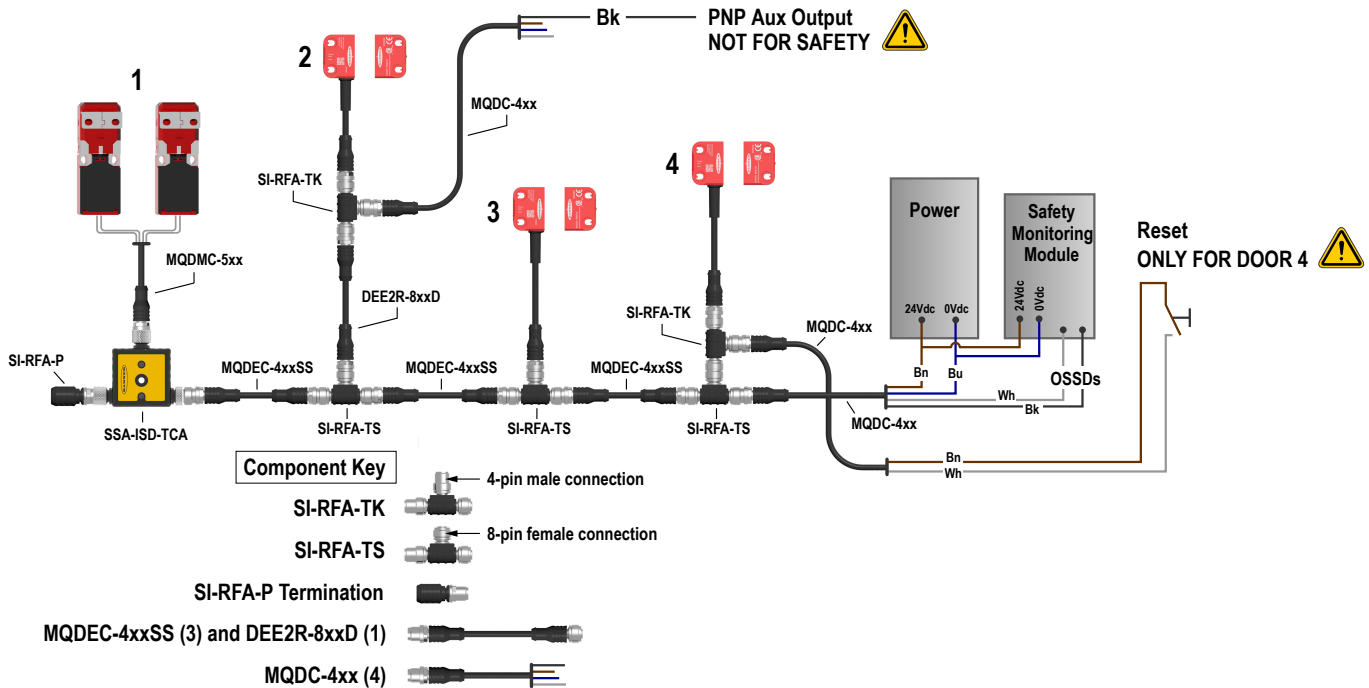 Bk
PNP Aux Output
NOT FOR SAFETY
1
2
MQDC-4xx
SI-RFA-TK
3
4
SI-RFA-TK
Power
24Vdc
0Vdc
Safety
Monitoring
Module
24Vdc
0Vdc
Reset
ONLY FOR DOOR 4
MQDMC-5xx
DEE2R-8xxD
MQDC-4xx
SI-RFA-P
MQDEC-4xxSS
MQDEC-4xxSS
MQDEC-4xxSS
Bn
Bu
OSSDs
Wh
Bk
MQDC-4xx
SSA-ISD-TCA
SI-RFA-TS
SI-RFA-TS
SI-RFA-TS
Bn
Wh
Component Key
4-pin male connection
SI-RFA-TK
8-pin female connection
SI-RFA-TS
SI-RFA-P Termination
MQDEC-4xxSS (3) and DEE2R-8xxD (1)
MQDC-4xx (4)